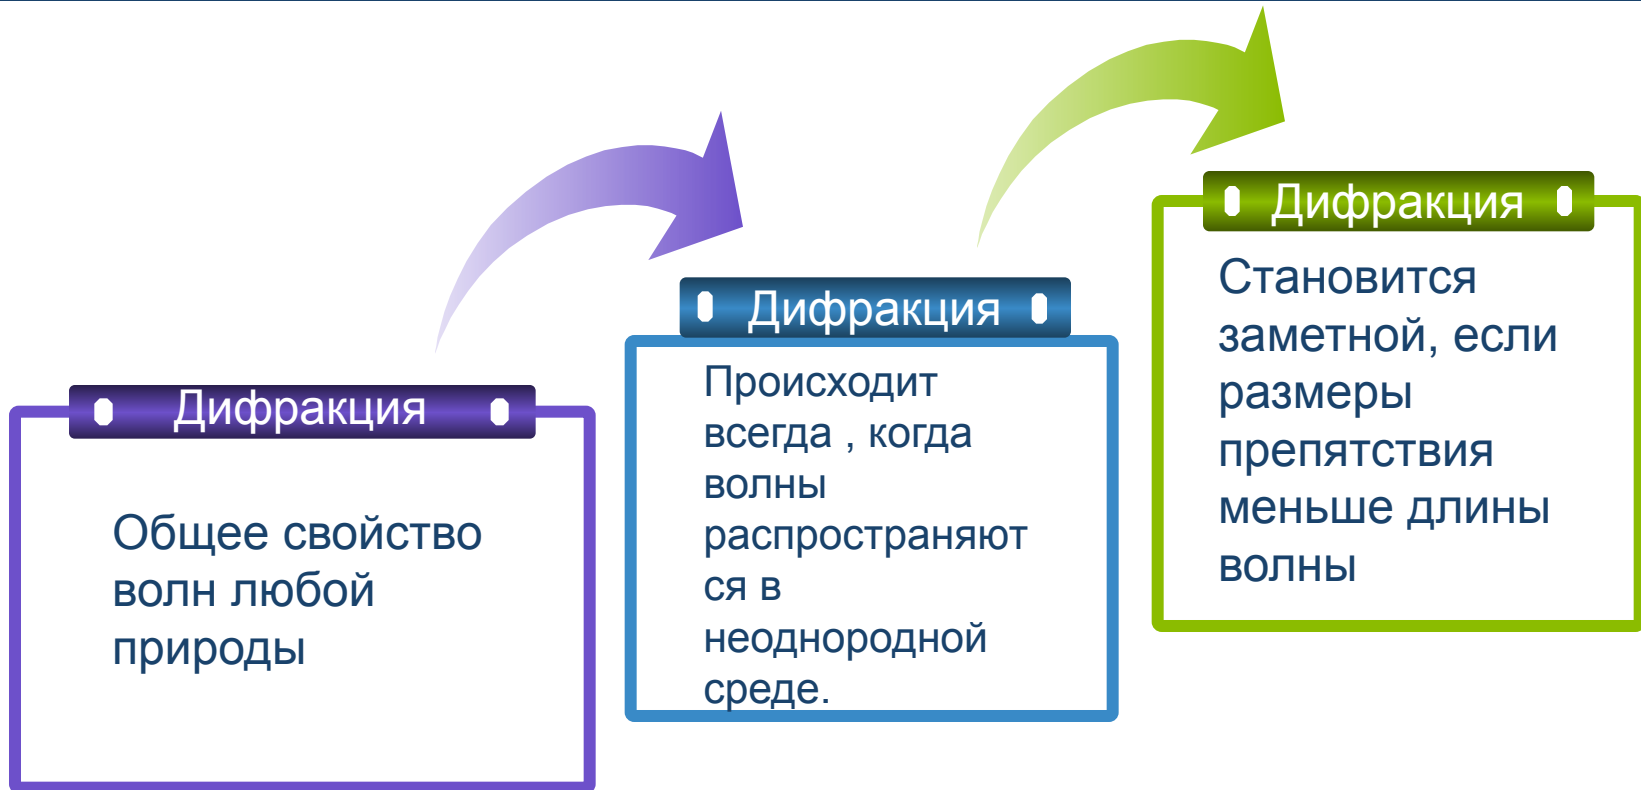 Дифракция
Общее свойство
волн любой
природы
Дифракция
Происходит
всегда , когда
волны
распространяют
ся в
неоднородной
среде.
Дифракция
Становится
заметной, если
размеры
препятствия
меньше длины
волны